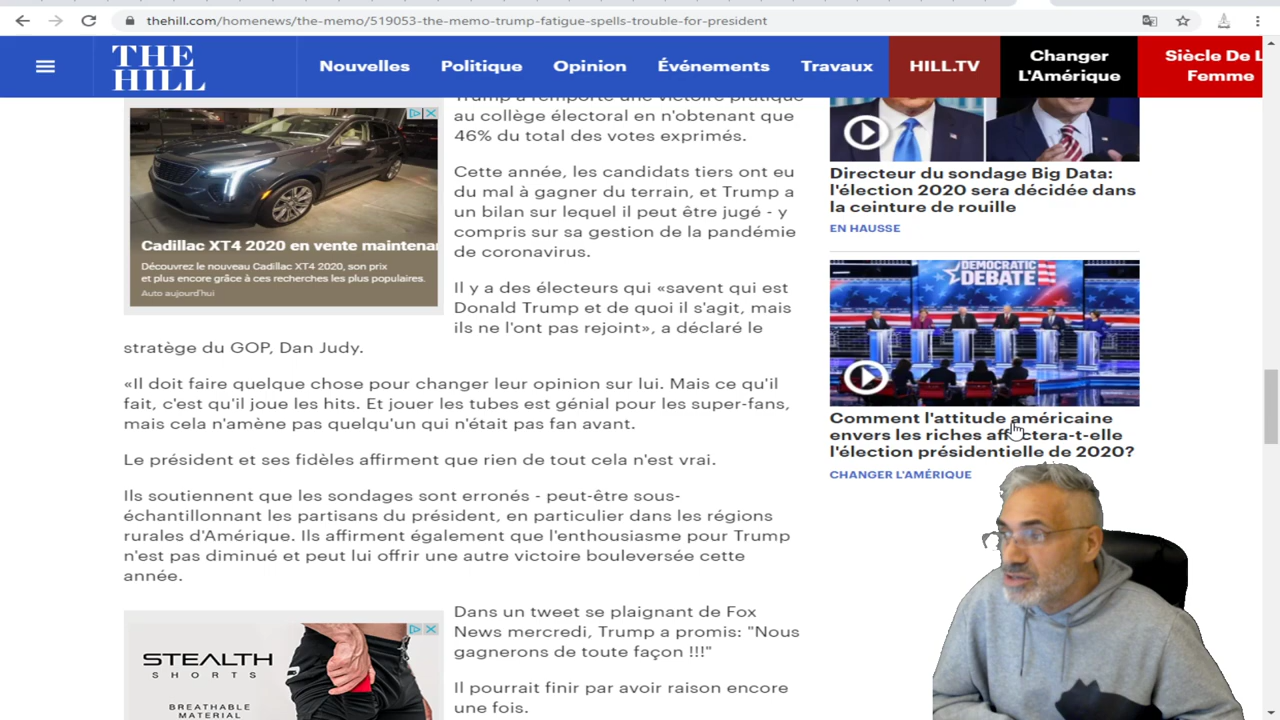 thehill.com/homenews/the-memo/519053-the-memo-trump-fatigue-spells-trouble-for-president
THE
HILL
Nouvelles
Politique
Opinion
Événements
Travaux
HILL.TV
Changer
L'Amérique
Siècle De L
Femme
au collège électoral en n'obtenant que
46% du total des votes exprimés.
Cette année, les candidats tiers ont eu
du mal à gagner du terrain, et Trump a
un bilan sur lequel il peut être jugé - y
compris sur sa gestion de la pandémie
de coronavirus.
Il y a des électeurs qui «savent qui est
Donald Trump et de quoi il s'agit, mais
ils ne l'ont pas rejoint», a déclaré le
stratège du GOP, Dan Judy.
«Il doit faire quelque chose pour changer leur opinion sur lui. Mais ce qu'il
fait, c'est qu'il joue les hits. Et jouer les tubes est génial pour les super-fans,
mais cela n'amène pas quelqu'un qui n'était pas fan avant.
Le président et ses fidèles affirment que rien de tout cela n'est vrai.
Ils soutiennent que les sondages sont erronés - peut-être sous-
échantillonnant les partisans du président, en particulier dans les régions
rurales d'Amérique. Ils affirment également que l'enthousiasme pour Trump
n'est pas diminué et peut lui offrir une autre victoire bouleversée cette
année.
Dans un tweet se plaignant de Fox
News mercredi, Trump a promis: "Nous
gagnerons de toute façon !!!"
Il pourrait finir par avoir raison encore
une fois.
Cadillac XT4 2020 en vente maintena
Découvrez le nouveau Cadillac XT4 2020, son prix
et plus encore grâce à ces recherches les plus populaires.
Auto aujourd'hui
STEALTH
SHORTS
BREATHABLE
MATERIAL
Directeur du sondage Big Data:
l'élection 2020 sera décidée dans
la ceinture de rouille
EN HAUSSE
DEMOCRATIC
DEBATE
Comment l'attitude américaine
envers les riches affectera-t-elle
l'élection présidentielle de 2020?
CHANGER L'AMÉRIQUE